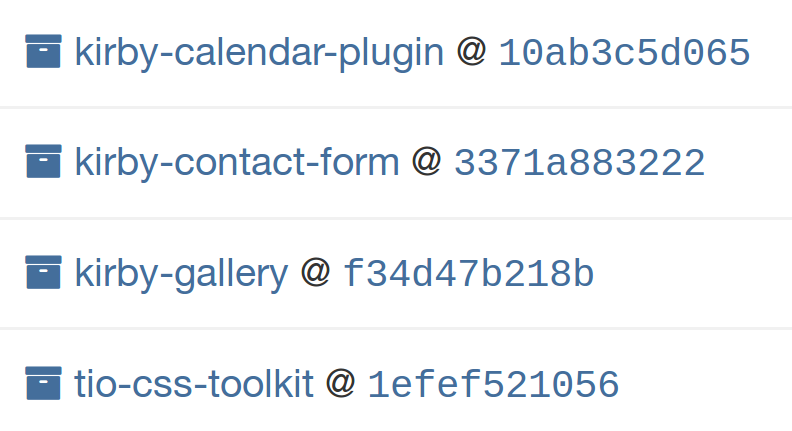 kirby-calendar-plugin @ 10ab3c5d065
kirby-contact-form @ 3371a883222
kirby-gallery @ f34d47b218b
tio-css-toolkit @ 1efef521056